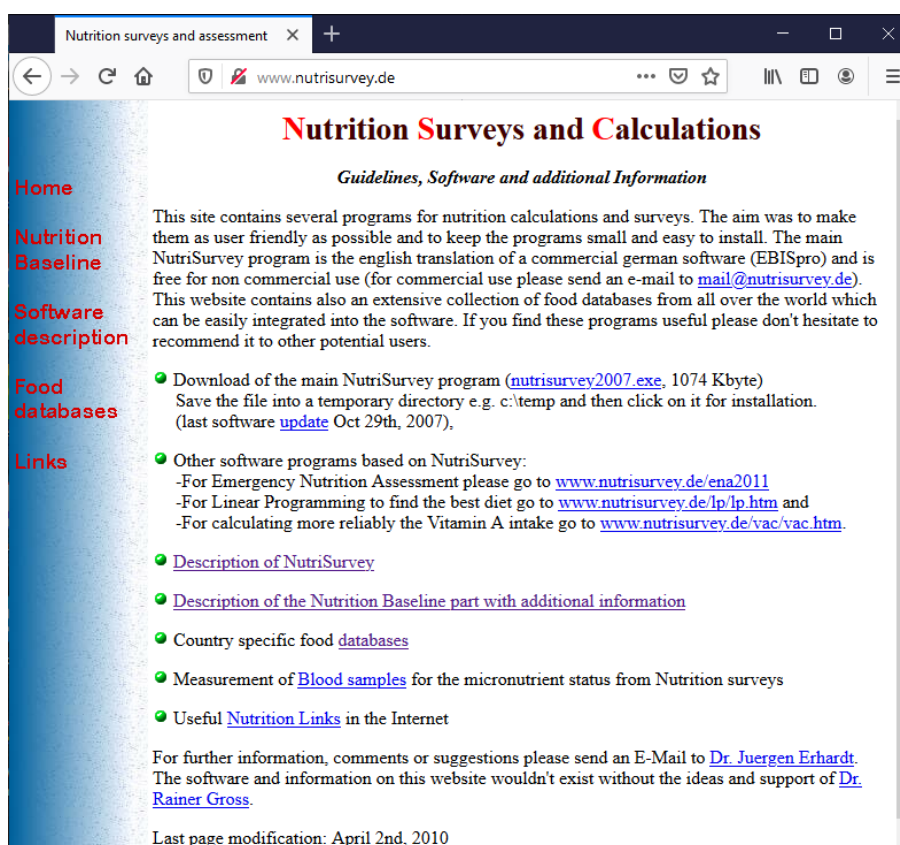 Nutrition surveys and assessment
www.nutrisurvey.de
Nutrition Surveys and Calculations
Guidelines, Software and additional Information
Home
Nutrition
Baseline
Software
description
Food
databases
Links
This site contains several programs for nutrition calculations and surveys. The aim was to make
them as user friendly as possible and to keep the programs small and easy to install. The main
NutriSurvey program is the english translation of a commercial german software (EBISpro) and is
free for non commercial use (for commercial use please send an e-mail to mail@nutrisurvey.de).
This website contains also an extensive collection of food databases from all over the world which
can be easily integrated into the software. If you find these programs useful please don't hesitate to
recommend it to other potential users.
Download of the main NutriSurvey program (nutrisurvey2007.exe, 1074 Kbyte)
Save the file into a temporary directory e.g. c:\temp and then click on it for installation.
(last software update Oct 29th, 2007),
Other software programs based on NutriSurvey:
-For Emergency Nutrition Assessment please go to www.nutrisurvey.de/ena2011
-For Linear Programming to find the best diet go to www.nutrisurvey.de/lp/lp.htm and
-For calculating more reliably the Vitamin A intake go to www.nutrisurvey.de/vac/vac.htm.
Description of NutriSurvey
Description of the Nutrition Baseline part with additional information
Country specific food databases
Measurement of Blood samples for the micronutrient status from Nutrition surveys
Useful Nutrition Links in the Internet
For further information, comments or suggestions please send an E-Mail to Dr. Juergen Erhardt.
The software and information on this website wouldn't exist without the ideas and support of Dr.
Rainer Gross.
Last page modification: April 2nd, 2010